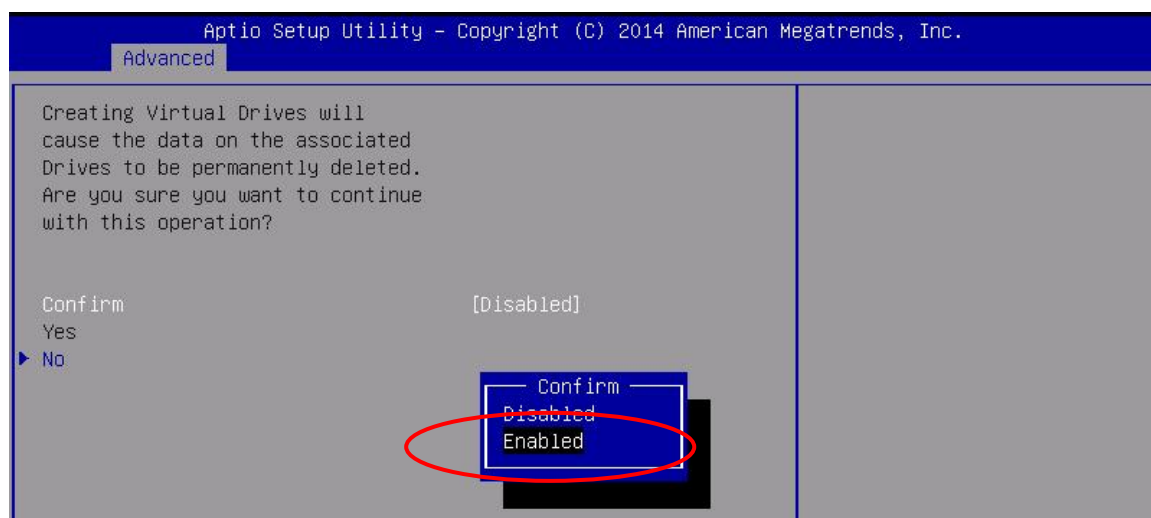 Aptio Setup Utility – Copyright (C) 2014 American Megatrends, Inc.
Advanced
Creating Virtual Drives will
cause the data on the associated
Drives to be permanently deleted.
Are you sure you want to continue
with this operation?
Confirm [Disabled]
Yes
No
Confirm
Disabled
Enabled